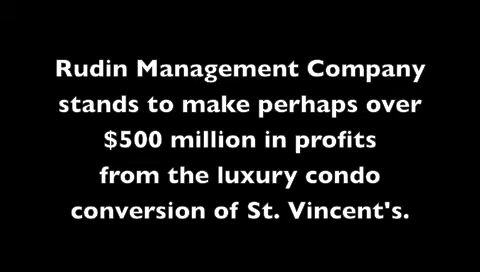 Rudin Management Company
stands to make perhaps over
$500 million in profits
from the luxury condo
conversion of St. Vincent's.